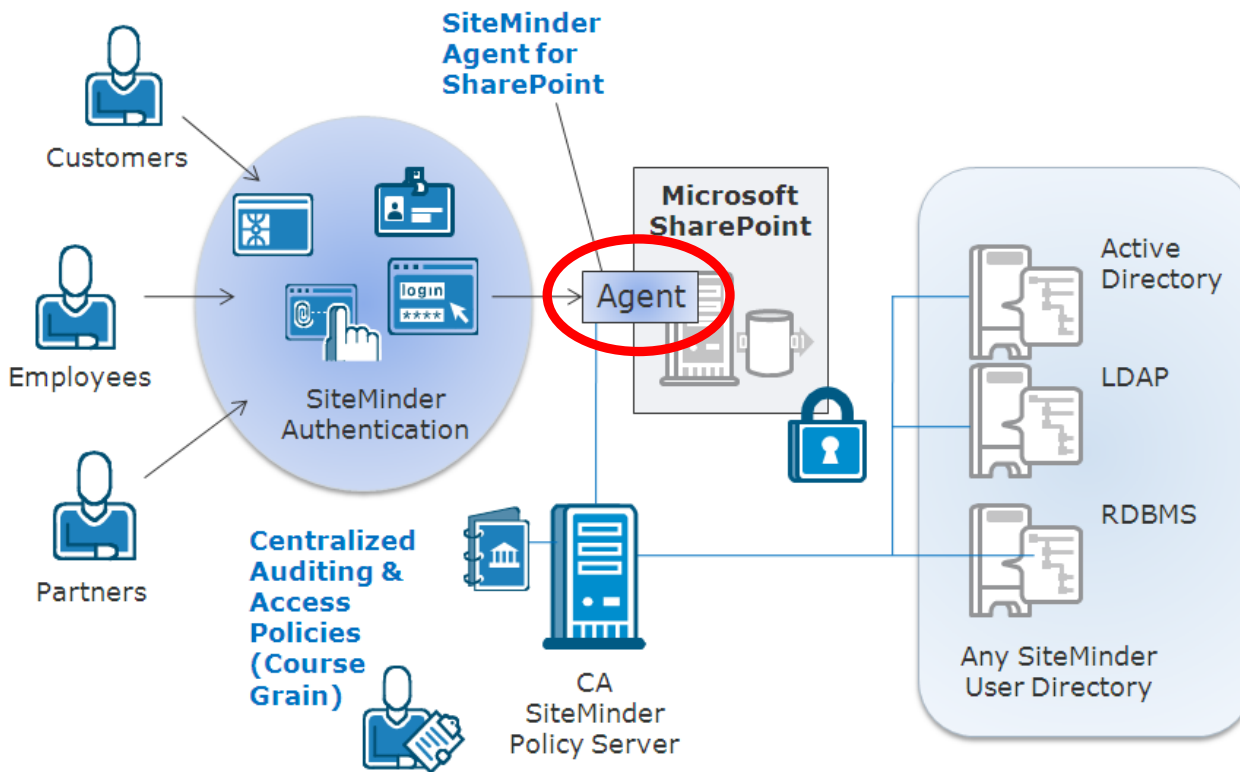 SiteMinder
Agent for
SharePoint
Customers
Microsoft
SharePoint
Active
Directory
Agent
login
****
Employees
LDAP
SiteMinder
Authentication
RDBMS
Partners
Centralized
Auditing &
Access
Policies
(Course
Grain)
CA
SiteMinder
Policy Server
Any SiteMinder
User Directory